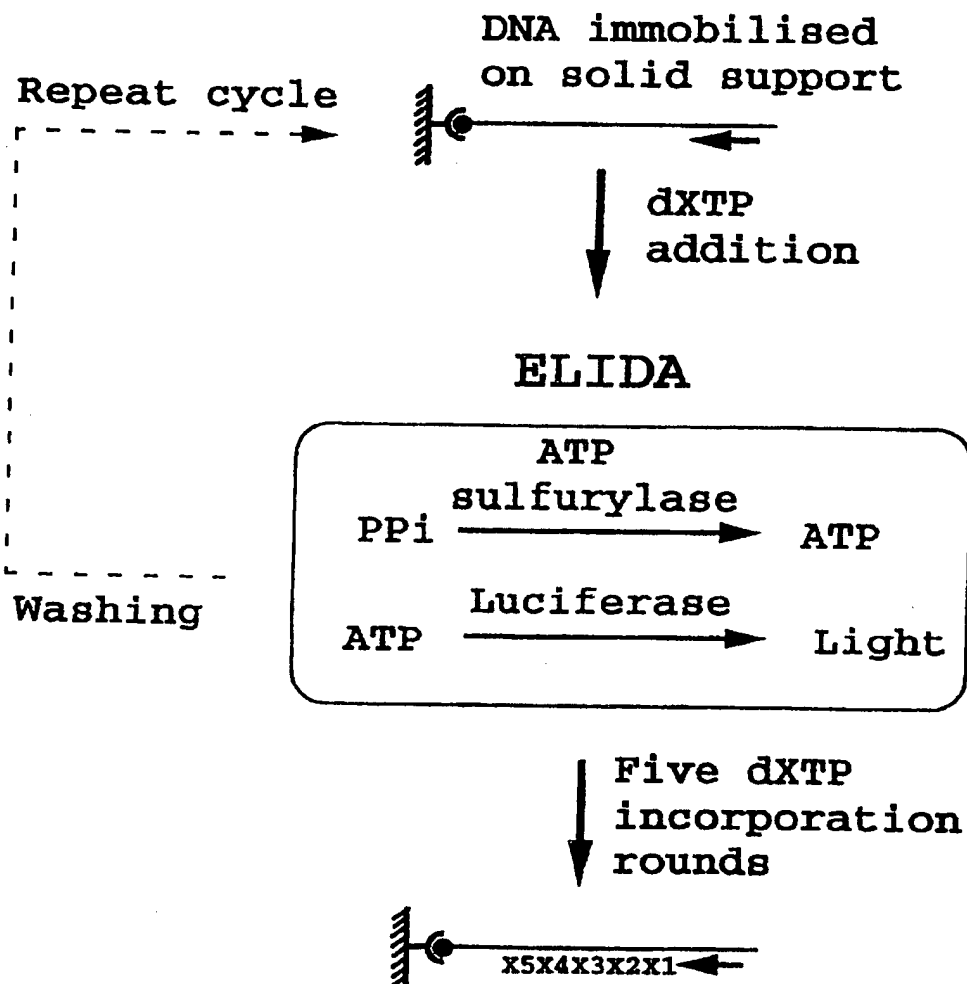 DNA immobilised
on solid support
Repeat cycle
dXTP
addition
ELIDA
ATP
sulfurylase
PPi
ATP
Washing
Luciferase
ATP
Light
Five dXTP
incorporation
rounds
X5X4X3X2X1